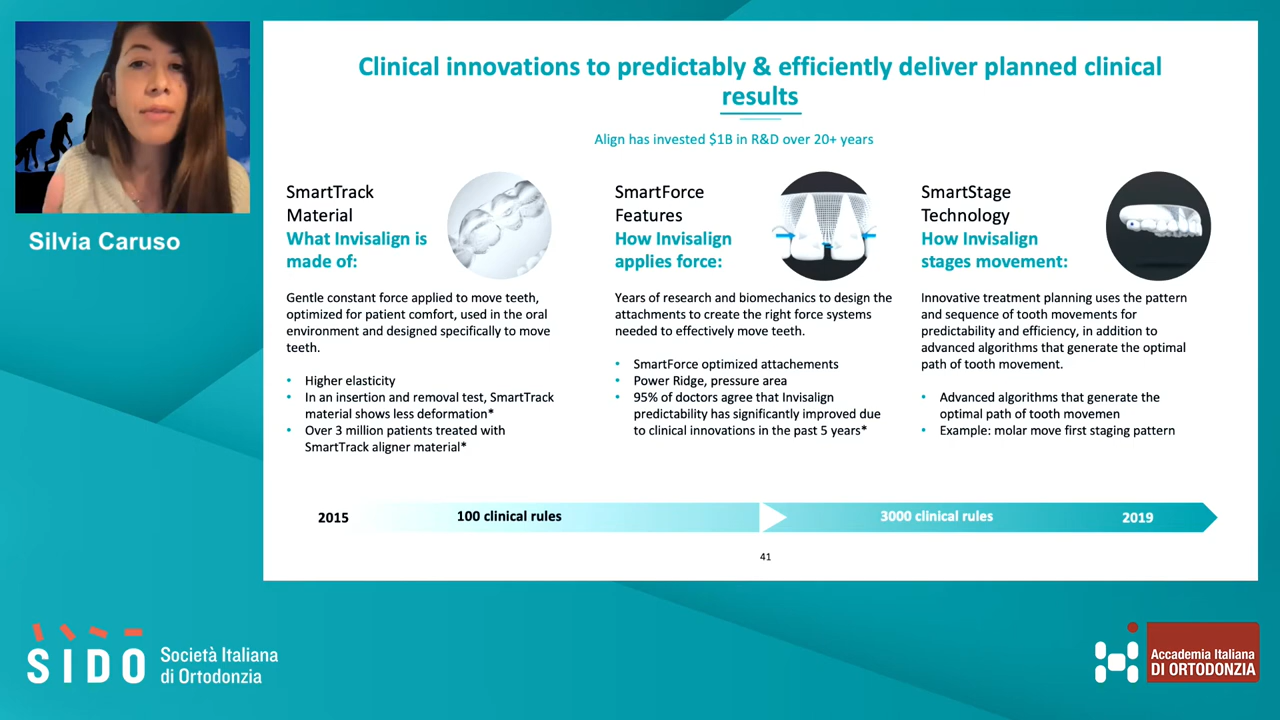 Clinical innovations to predictably & efficiently deliver planned clinical
results
Align has invested $1B in R&D over 20+ years
Silvia Caruso
SmartTrack
Material
What Invisalign is
made of:
Gentle constant force applied to move teeth,
optimized for patient comfort, used in the oral
environment and designed specifically to move
teeth.
• Higher elasticity
• In an insertion and removal test, SmartTrack
material shows less deformation*
• Over 3 million patients treated with
SmartTrack aligner material*
SmartForce
Features
How Invisalign
applies force:
Years of research and biomechanics to design the
attachments to create the right force systems
needed to effectively move teeth.
• SmartForce optimized attachements
• Power Ridge, pressure area
• 95% of doctors agree that Invisalign
predictability has significantly improved due
to clinical innovations in the past 5 years*
SmartStage
Technology
How Invisalign
stages movement:
Innovative treatment planning uses the pattern
and sequence of tooth movements for
predictability and efficiency, in addition to
advanced algorithms that generate the optimal
path of tooth movement.
• Advanced algorithms that generate the
optimal path of tooth movemen
• Example: molar move first staging pattern
2015
100 clinical rules
3000 clinical rules
2019
41
SIDO
Società Italiana
di Ortodonzia
Accademia Italiana
DI ORTODONZIA